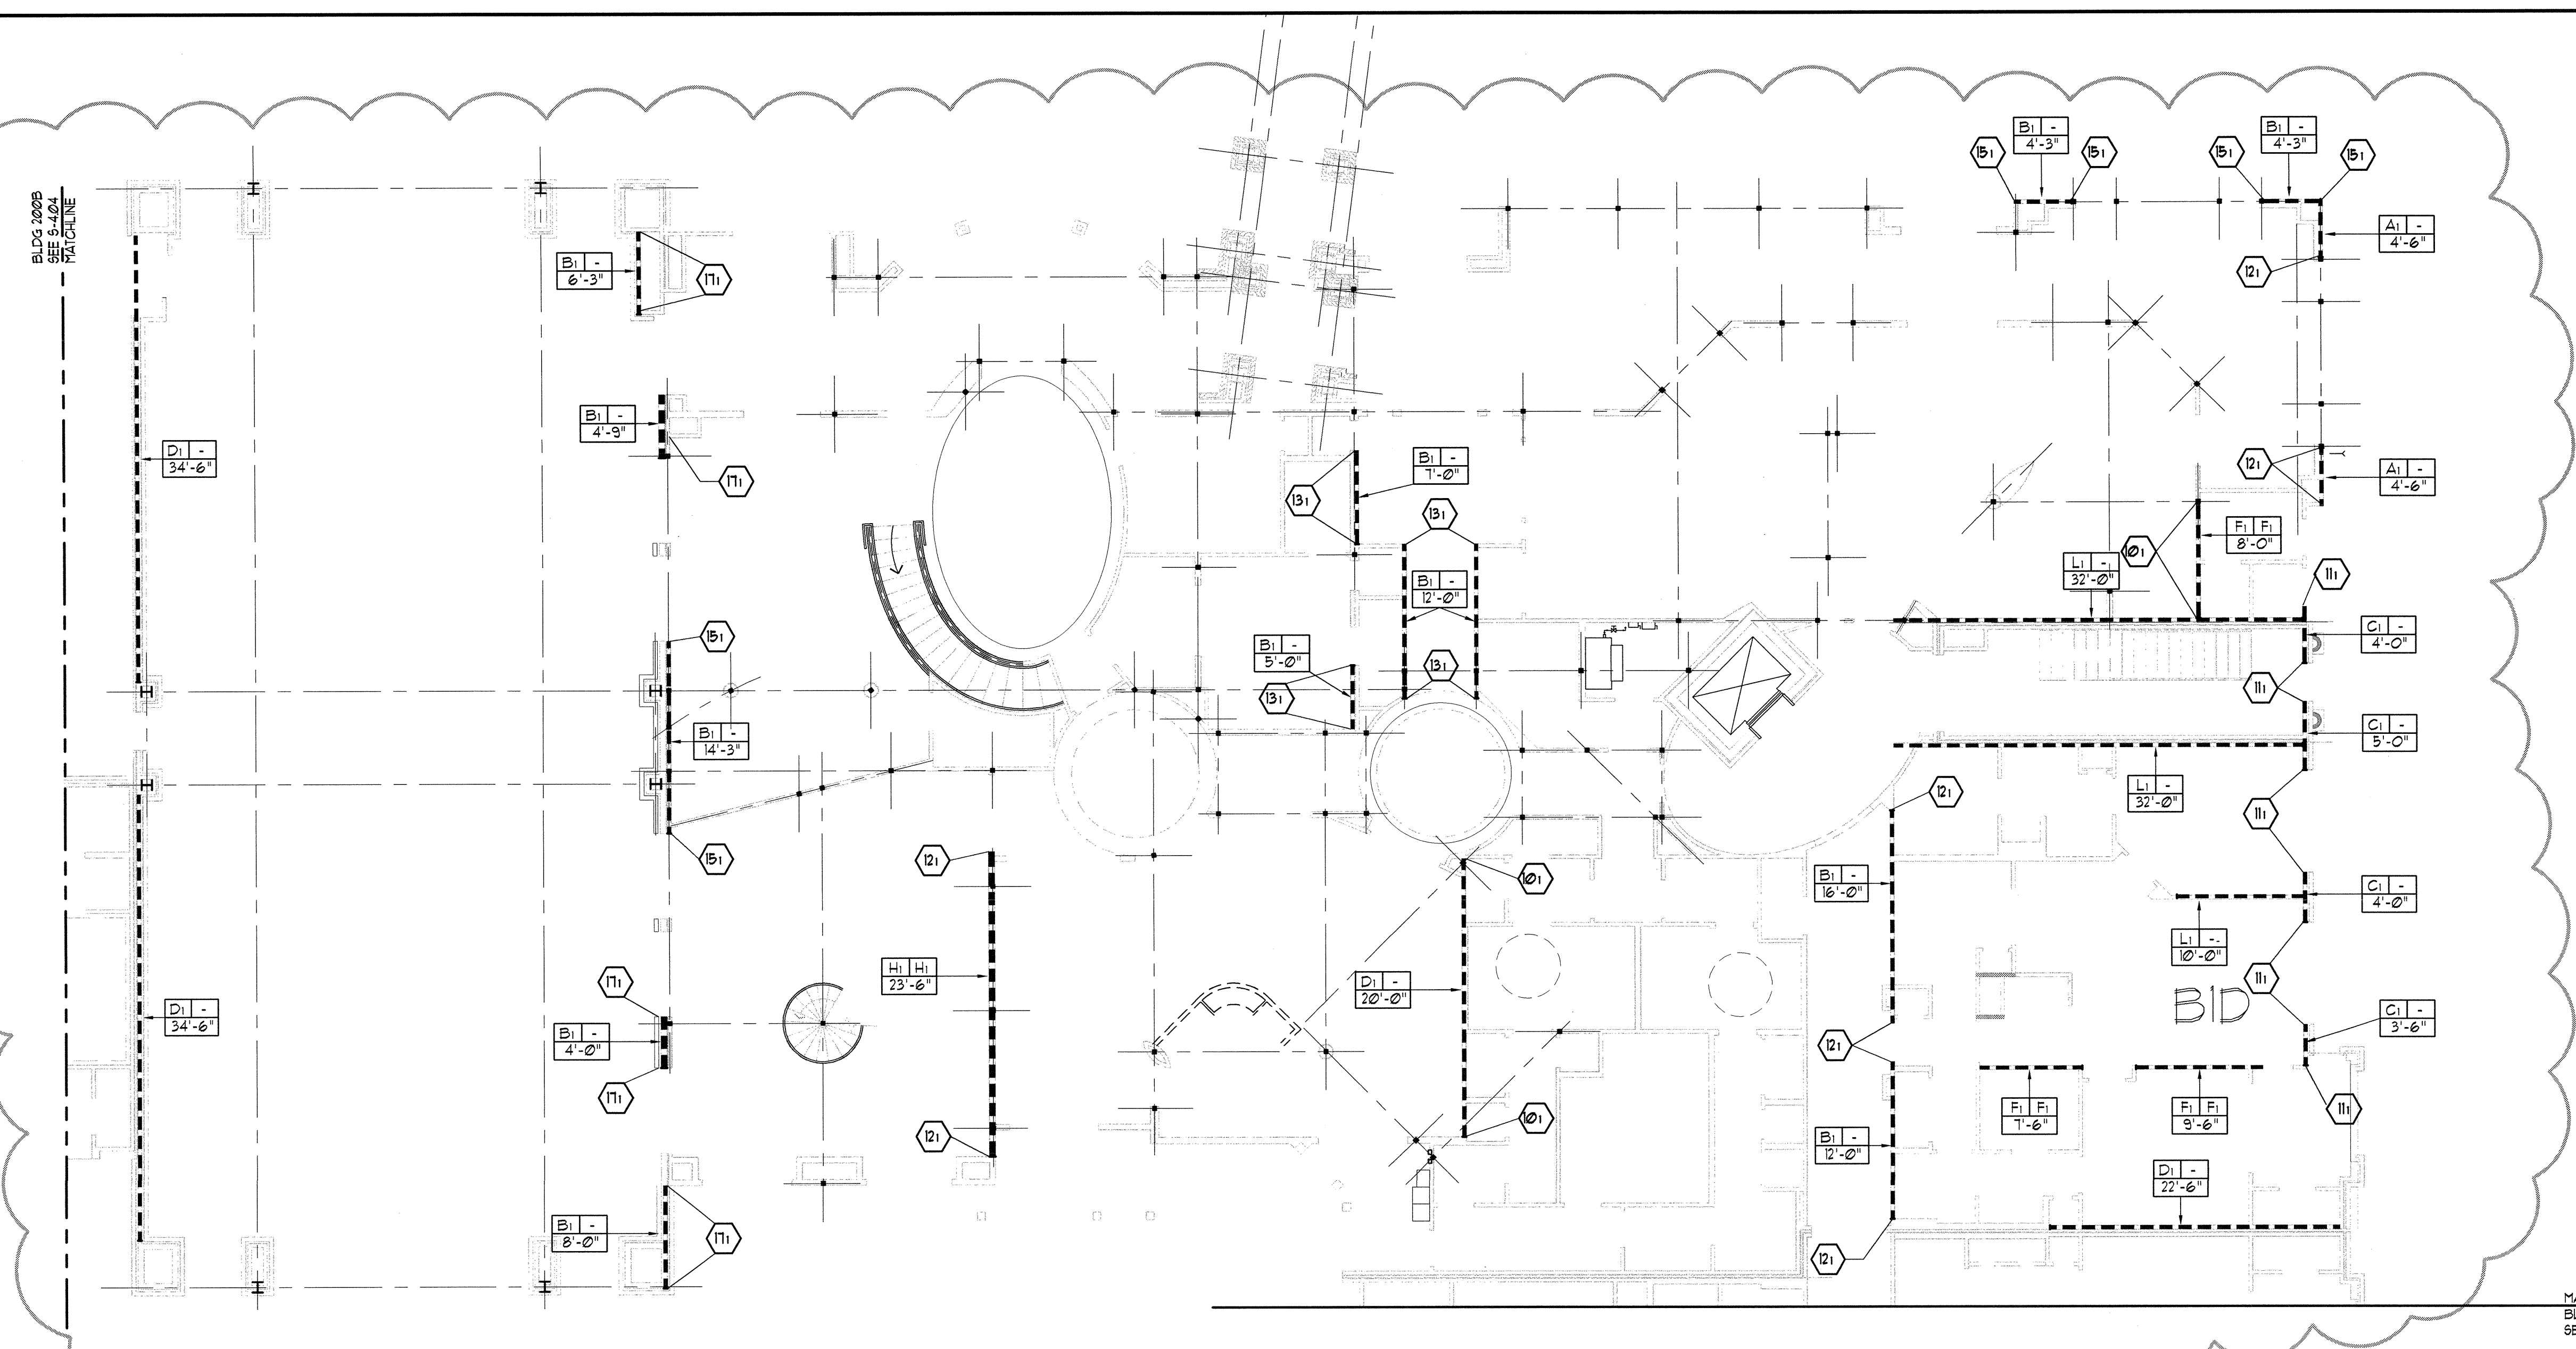 BLDG 200B
SEE S-4.04
MATCHLINE
B1 -
4'-3"
B1 -
4'-3"
15 1
15 1
15 1
15 1
A1 -
4'-6"
12 1
B1 -
6'-3"
17 1
B1 -
4'-9"
17 1
D1 -
34'-6"
B1 -
7'-0"
13 1
13 1
12 1
A1 -
4'-6"
F1 F1
8'-0"
10 1
L1 -
32'-0"
11 1
B1 -
12'-0"
C1 -
4'-0"
15 1
B1 -
5'-0"
13 1
13 1
11 1
B1 -
14'-3"
C1 -
5'-0"
L1 -
32'-0"
12 1
11 1
15 1
12 1
10 1
B1 -
16'-0"
C1 -
4'-0"
L1 --
10'-0"
H1 H1
23'-6"
D1 -
20'-0"
17 1
11 1
B1D
D1 -
34'-6"
B1 -
4'-0"
C1 -
3'-6"
12 1
17 1
12 1
10 1
F1 F1
7'-6"
F1 F1
9'-6"
11 1
B1 -
12'-0"
D1 -
22'-6"
B1 -
8'-0"
17 1
12 1